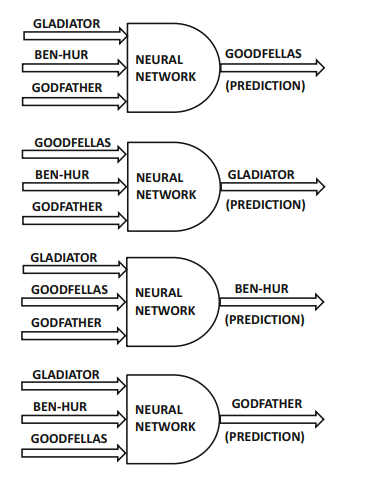 GLADIATOR
BEN-HUR
GODFATHER
NEURAL
NETWORK
GOODFELLAS
(PREDICTION)
GOODFELLAS
BEN-HUR
GODFATHER
NEURAL
NETWORK
GLADIATOR
(PREDICTION)
GLADIATOR
GOODFELLAS
GODFATHER
NEURAL
NETWORK
BEN-HUR
(PREDICTION)
GLADIATOR
BEN-HUR
GOODFELLAS
NEURAL
NETWORK
GODFATHER
(PREDICTION)